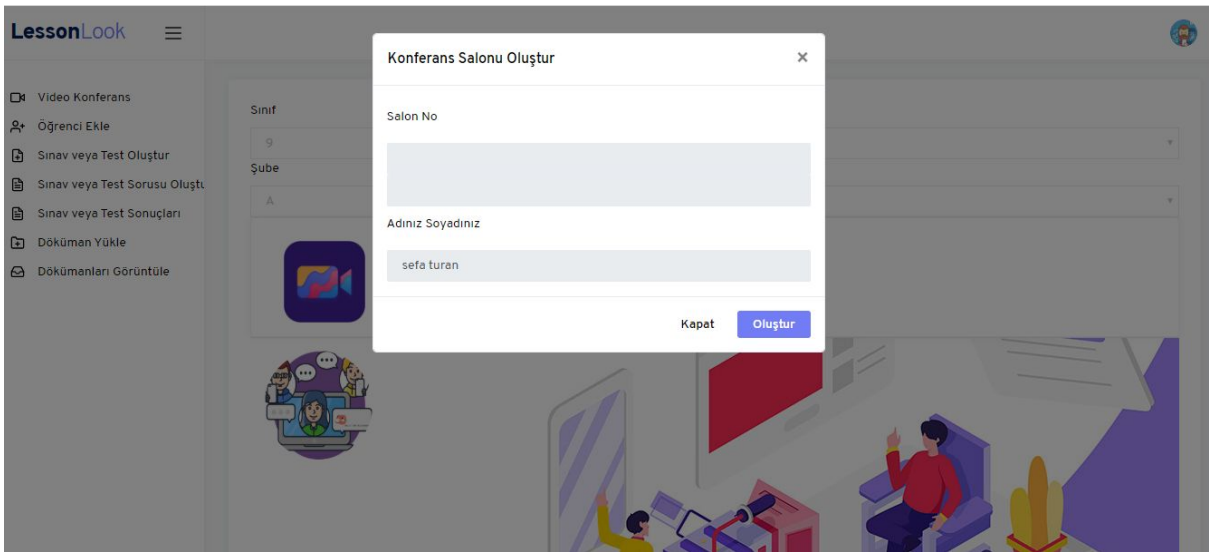 LessonLook
Video Konferans
Öğrenci Ekle
Sınav veya Test Oluştur
Sınav veya Test Sorusu Oluştu
Sınav veya Test Sonuçları
Döküman Yükle
Dökümanları Görüntüle
Sınıf
9
Şube
A
Konferans Salonu Oluştur
×
Salon No
Adınız Soyadınız
sefa turan
Kapat Oluştur